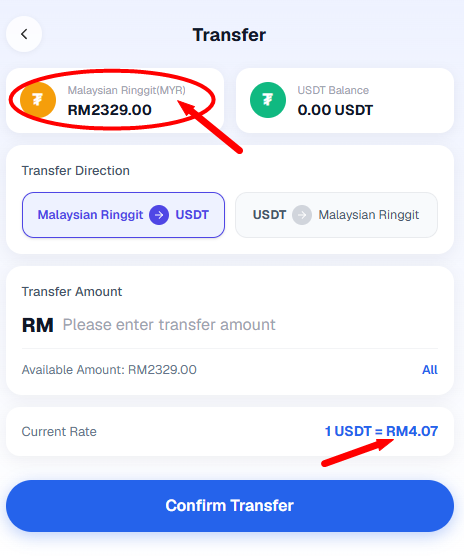 Transfer
Malaysian Ringgit(MYR)
RM2329.00
USDT Balance
0.00 USDT
Transfer Direction
Malaysian Ringgit → USDT
USDT → Malaysian Ringgit
Transfer Amount
RM Please enter transfer amount
Available Amount: RM2329.00 All
Current Rate 1 USDT = RM4.07
Confirm Transfer